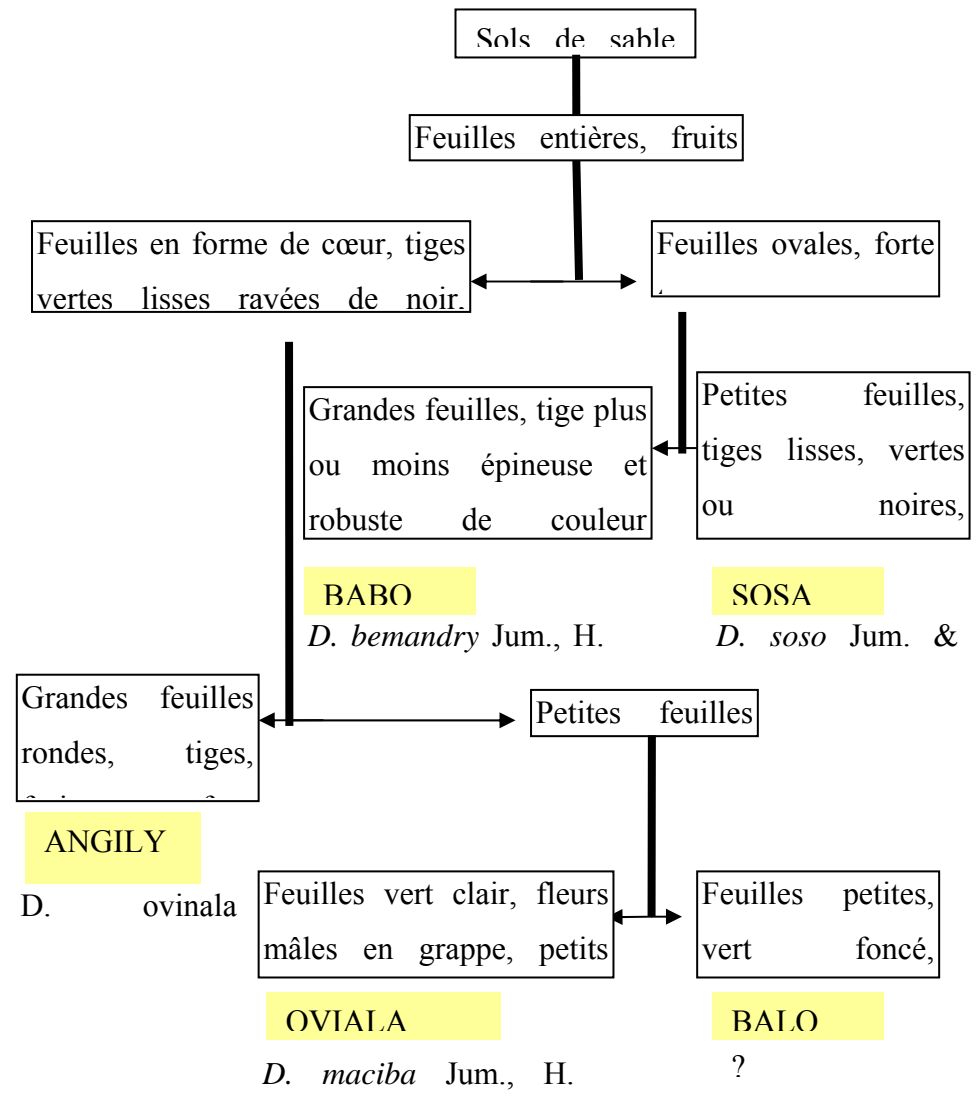 Sols de sable
Feuilles entières, fruits
Feuilles en forme de cœur, tiges
vertes lisses rayées de noir,
Feuilles ovales, forte
Grandes feuilles, tige plus
ou moins épineuse et
robuste de couleur
Petites feuilles,
tiges lisses, vertes
ou noires,
BABO
D. bemandry Jum., H.
SOSA
D. soso Jum. &
Grandes feuilles
rondes, tiges,
Petites feuilles
ANGILY
D. ovinala
Feuilles vert clair, fleurs
mâles en grappe, petits
Feuilles petites,
vert foncé,
OVIALA
D. maciba Jum., H.
BALO
?